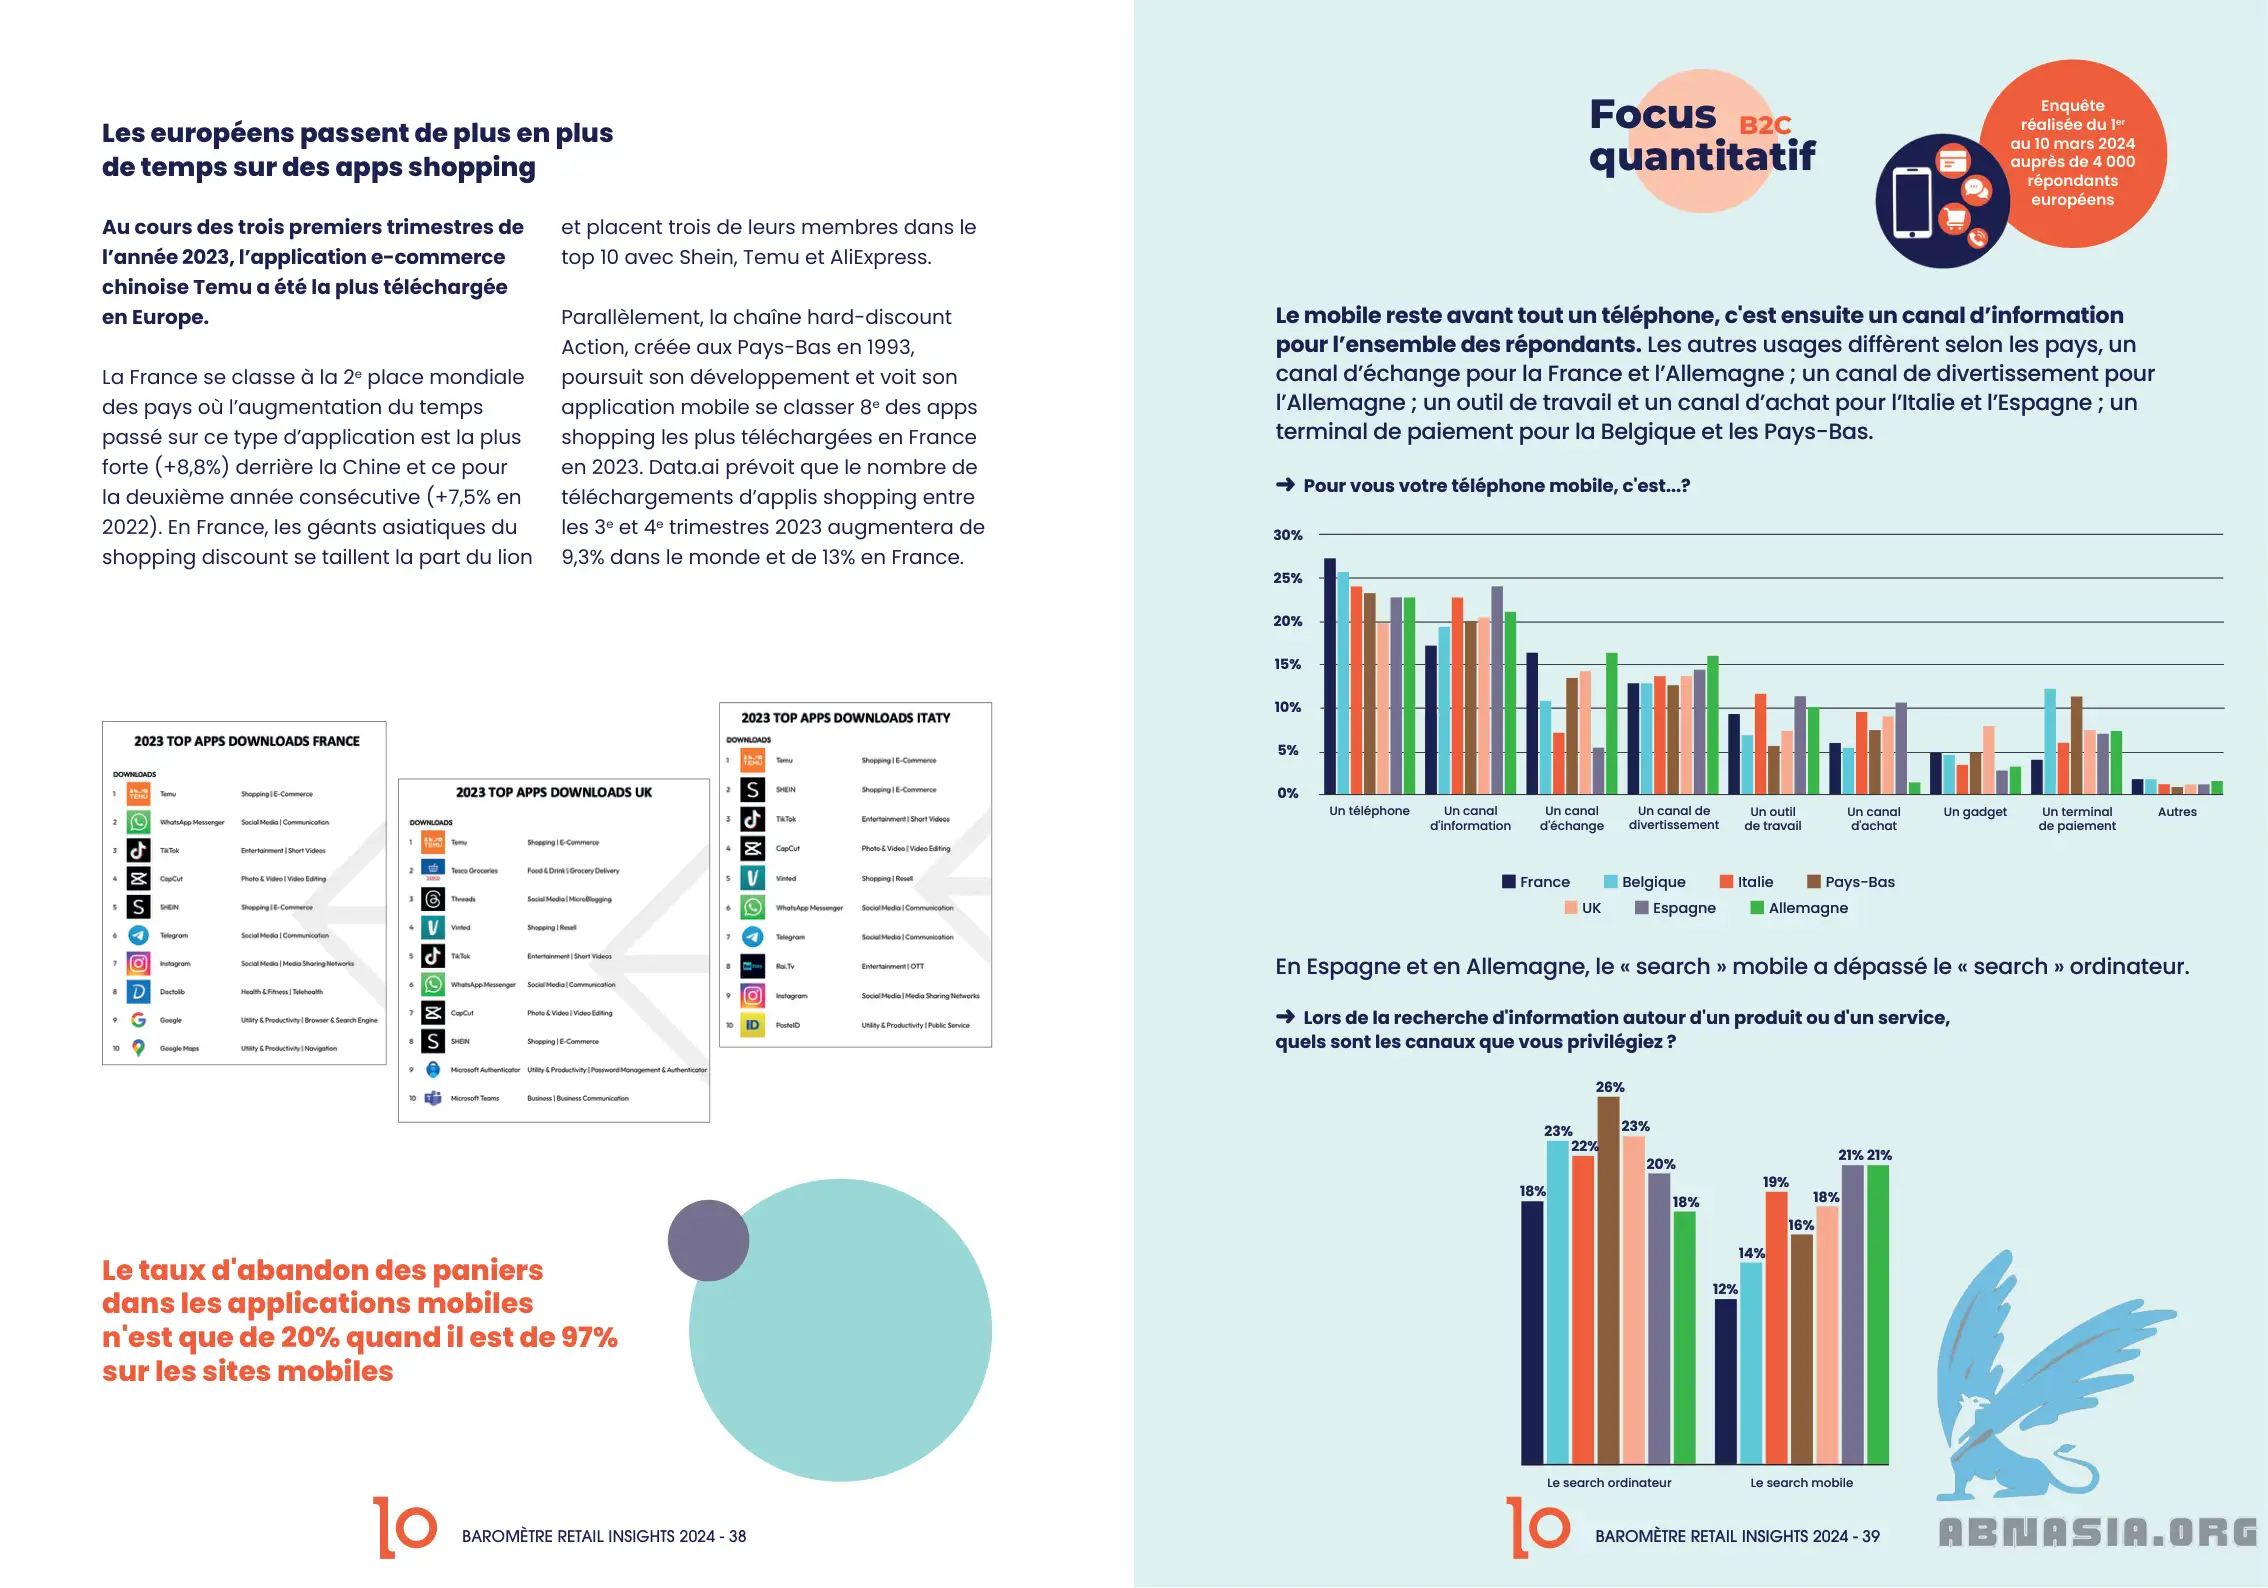 Les européens passent de plus en plus
de temps sur des apps shopping
Au cours des trois premiers trimestres de
l’année 2023, l’application e-commerce
chinoise Temu a été la plus téléchargée
en Europe.
La France se classe à la 2e place mondiale
des pays où l’augmentation du temps
passé sur ce type d’application est la plus
forte (+8,8%) derrière la Chine et ce pour
la deuxième année consécutive (+7,5% en
2022). En France, les géants asiatiques du
shopping discount se taillent la part du lion
et placent trois de leurs membres dans le
top 10 avec Shein, Temu et AliExpress.
Parallèlement, la chaîne hard-discount
Action, créée aux Pays-Bas en 1993,
poursuit son développement et voit son
application mobile se classer 8e des apps
shopping les plus téléchargées en France
en 2023. Data.ai prévoit que le nombre de
téléchargements d’applis shopping entre
les 3e et 4e trimestres 2023 augmentera de
9,3% dans le monde et de 13% en France.
2023 TOP APPS DOWNLOADS FRANCE
DOWNLOADS
1 TEMU Temu Shopping | E-Commerce
2 WhatsApp Messenger Social Media | Communication
3 TikTok Entertainment | Short Videos
4 CapCut Photo & Video | Video Editing
5 S SHEIN Shopping | E-Commerce
6 Telegram Social Media | Communication
7 Instagram Social Media | Media Sharing Networks
8 D Doctolib Health & Fitness | Telehealth
9 G Google Utility & Productivity | Browser & Search Engine
10 Google Maps Utility & Productivity | Navigation
2023 TOP APPS DOWNLOADS UK
DOWNLOADS
1 TEMU Temu Shopping | E-Commerce
2 Tesco Groceries Food & Drink | Grocery Delivery
3 Threads Social Media | MicroBlogging
4 V Vinted Shopping | Resell
5 TikTok Entertainment | Short Videos
6 WhatsApp Messenger Social Media | Communication
7 CapCut Photo & Video | Video Editing
8 S SHEIN Shopping | E-Commerce
9 Microsoft Authenticator Utility & Productivity | Password Management & Authenticator
10 Microsoft Teams Business | Business Communication
2023 TOP APPS DOWNLOADS ITATY
DOWNLOADS
1 TEMU Temu Shopping | E-Commerce
2 S SHEIN Shopping | E-Commerce
3 TikTok Entertainment | Short Videos
4 CapCut Photo & Video | Video Editing
5 V Vinted Shopping | Resell
6 WhatsApp Messenger Social Media | Communication
7 Telegram Social Media | Communication
8 Rai.Tv Entertainment | OTT
9 Instagram Social Media | Media Sharing Networks
10 ID PosteID Utility & Productivity | Public Service
Le taux d'abandon des paniers
dans les applications mobiles
n'est que de 20% quand il est de 97%
sur les sites mobiles
10 BAROMÈTRE RETAIL INSIGHTS 2024 - 38
Focus B2C
quantitatif
Enquête
réalisée du 1er
au 10 mars 2024
auprès de 4 000
répondants
européens
Le mobile reste avant tout un téléphone, c'est ensuite un canal d’information
pour l’ensemble des répondants. Les autres usages diffèrent selon les pays, un
canal d’échange pour la France et l’Allemagne ; un canal de divertissement pour
l’Allemagne ; un outil de travail et un canal d’achat pour l’Italie et l’Espagne ; un
terminal de paiement pour la Belgique et les Pays-Bas.
➜ Pour vous votre téléphone mobile, c'est...?
30%
25%
20%
15%
10%
5%
0%
Un téléphone
Un canal
d'information
Un canal
d'échange
Un canal de
divertissement
Un outil
de travail
Un canal
d'achat
Un gadget
Un terminal
de paiement
Autres
France Belgique Italie Pays-Bas
UK Espagne Allemagne
En Espagne et en Allemagne, le « search » mobile a dépassé le « search » ordinateur.
➜ Lors de la recherche d'information autour d'un produit ou d'un service,
quels sont les canaux que vous privilégiez ?
18% 23% 22% 26% 23% 20% 18%
12% 14% 19% 16% 18% 21% 21%
Le search ordinateur
Le search mobile
10 BAROMÈTRE RETAIL INSIGHTS 2024 - 39
ABNASIA.ORG